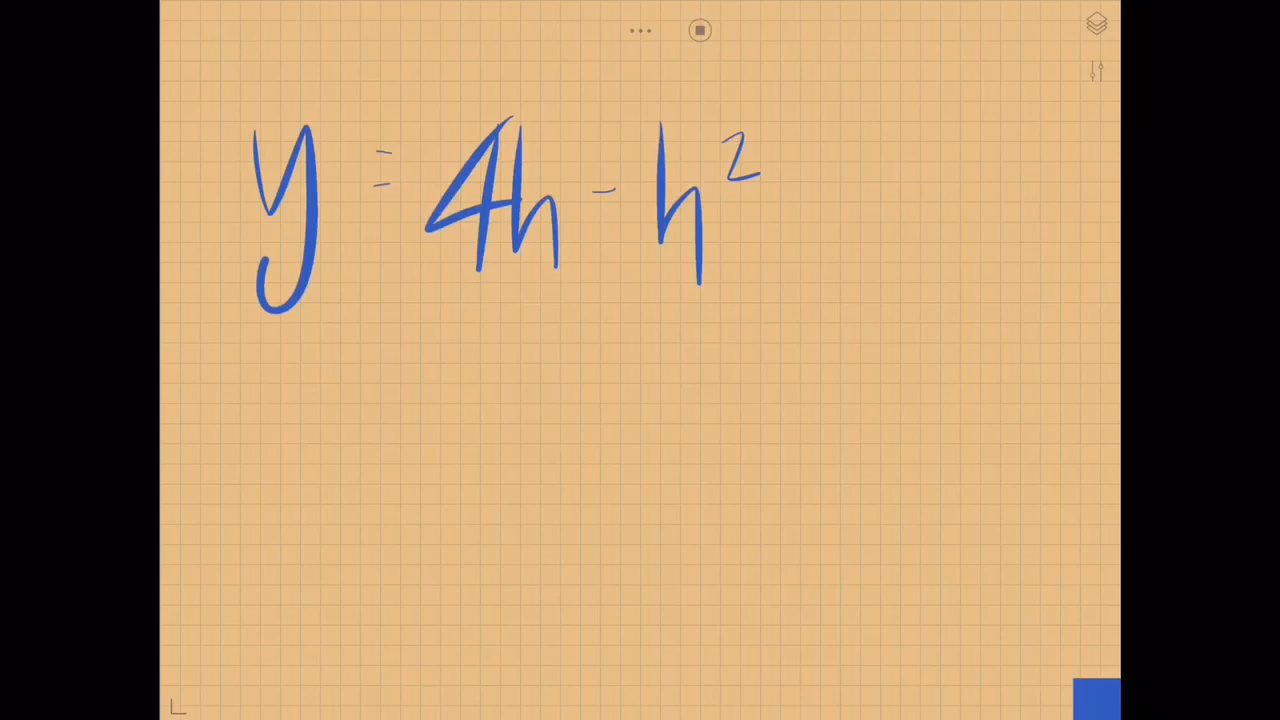 y = 4h - h²